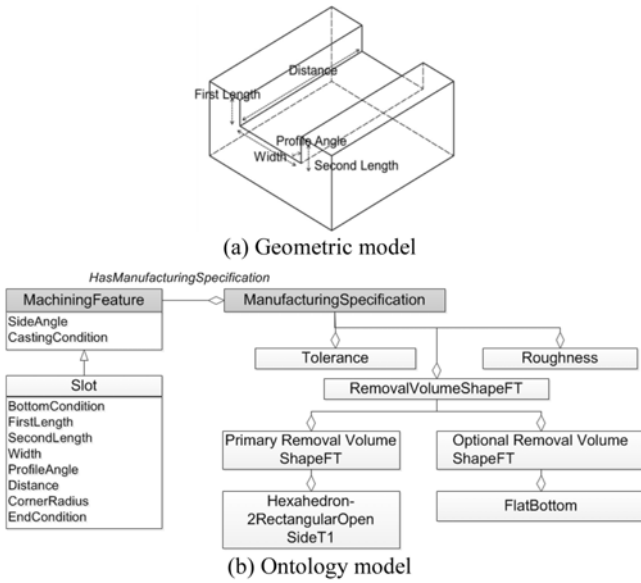 Distance
First Length
Profile Angle
Width
Second Length
(a) Geometric model
HasManufacturingSpecification
MachiningFeature
SideAngle
CastingCondition
ManufacturingSpecification
Tolerance
Roughness
RemovalVolumeShapeFT
Slot
BottomCondition
FirstLength
SecondLength
Width
ProfileAngle
Distance
CornerRadius
EndCondition
Primary Removal Volume
ShapeFT
Optional Removal Volume
ShapeFT
Hexahedron-
2RectangularOpen
SideT1
FlatBottom
(b) Ontology model